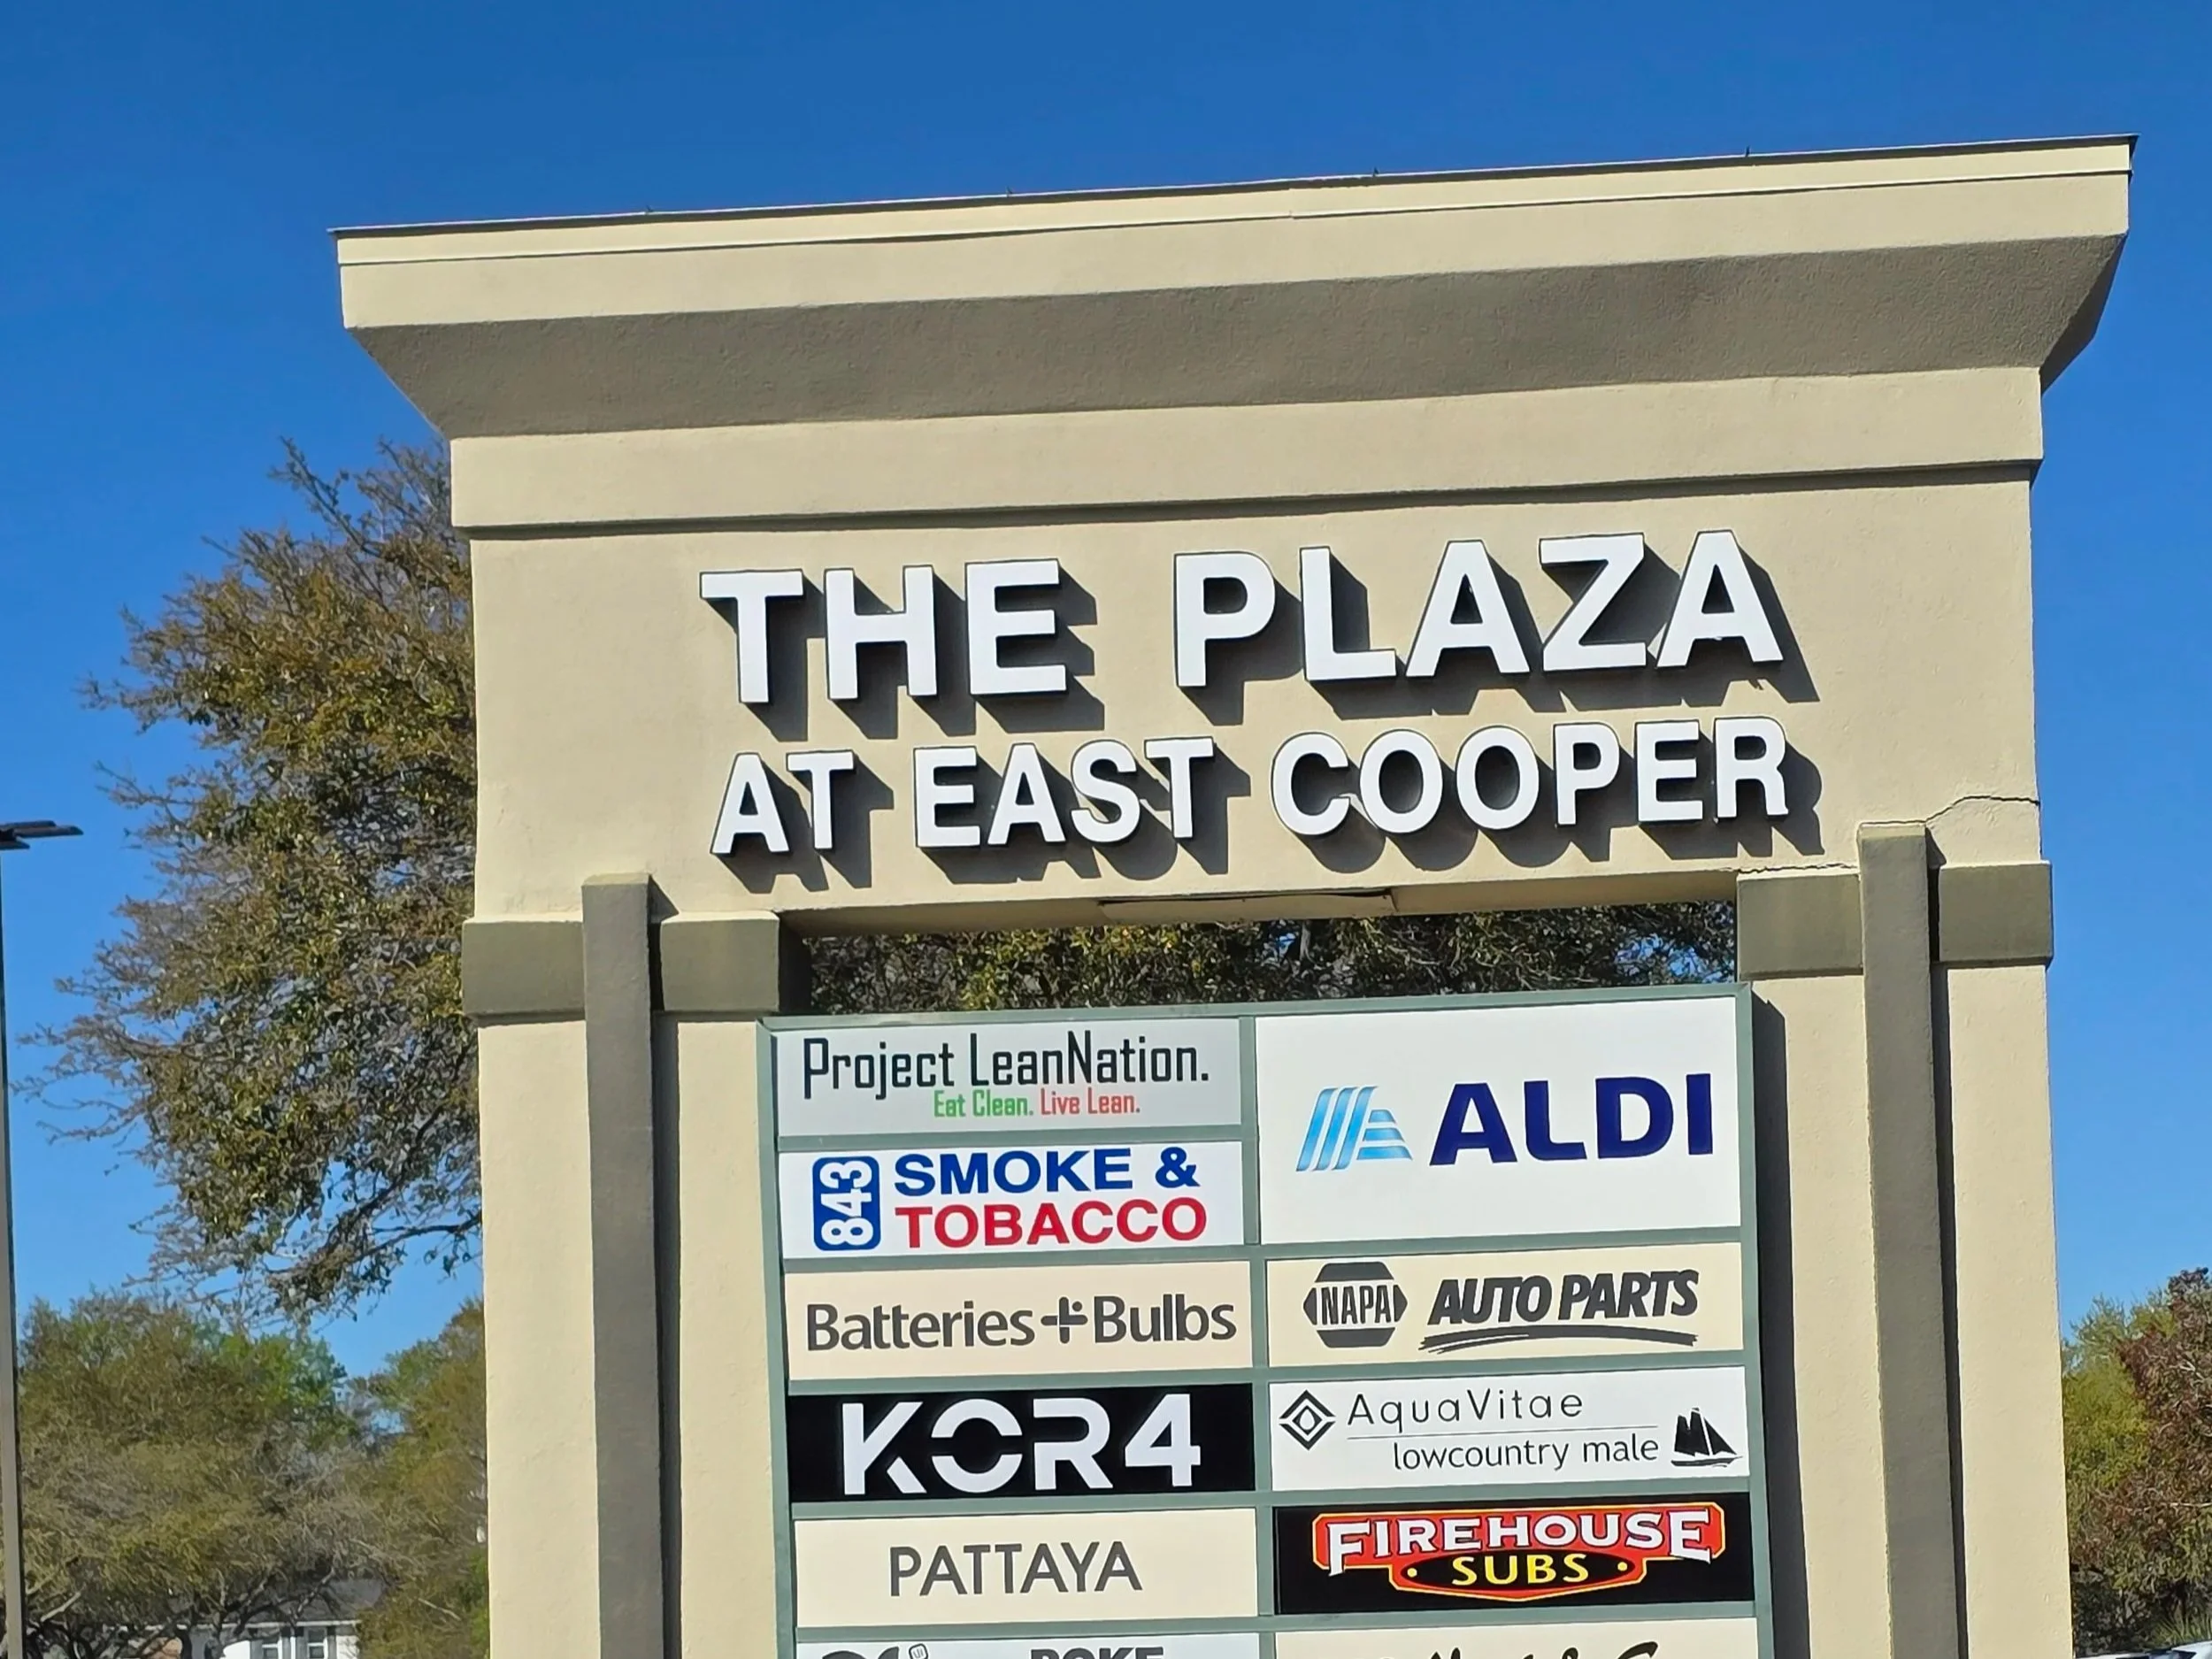 THE PLAZA
AT EAST COOPER
Project LeanNation.
Eat Clean. Live Lean.
ALDI
843
SMOKE &
TOBACCO
Batteries+Bulbs
NAPA AUTO PARTS
KOR4
AquaVitae
lowcountry male
PATTAYA
FIREHOUSE
SUBS
POKE